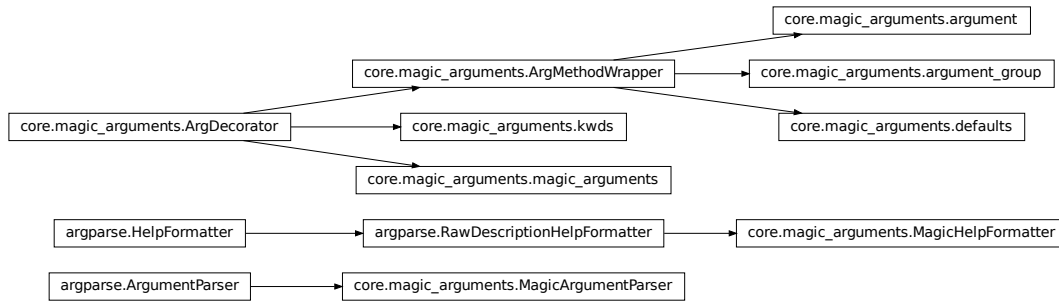 core.magic_arguments.argument
core.magic_arguments.ArgMethodWrapper
core.magic_arguments.argument_group
core.magic_arguments.ArgDecorator
core.magic_arguments.kwds
core.magic_arguments.defaults
core.magic_arguments.magic_arguments
argparse.HelpFormatter
argparse.RawDescriptionHelpFormatter
core.magic_arguments.MagicHelpFormatter
argparse.ArgumentParser
core.magic_arguments.MagicArgumentParser